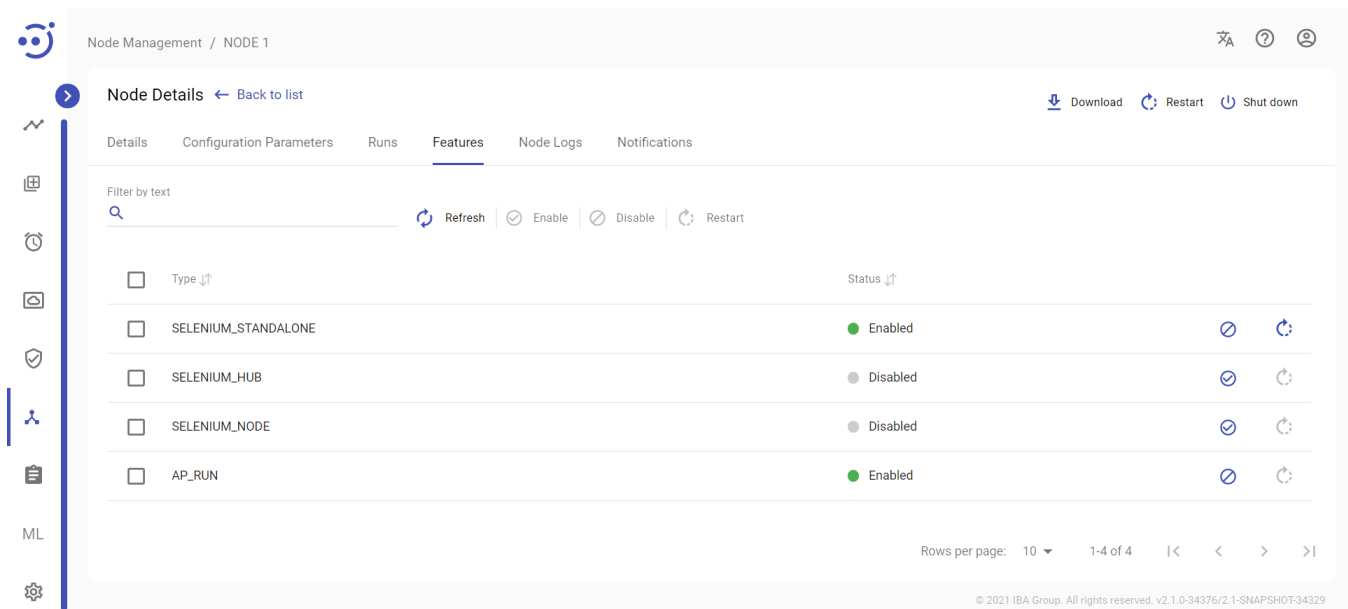 Node Management / NODE 1
Node Details Back to list
Download Restart Shut down
Details Configuration Parameters Runs Features Node Logs Notifications
Filter by text
Refresh Enable Disable Restart
Type Status
SELENIUM_STANDALONE Enabled
SELENIUM_HUB Disabled
SELENIUM_NODE Disabled
AP_RUN Enabled
ML
Rows per page: 10 1-4 of 4
© 2021 IBA Group. All rights reserved. v2.1.0-34376/2.1-SNAPSHOT-34329